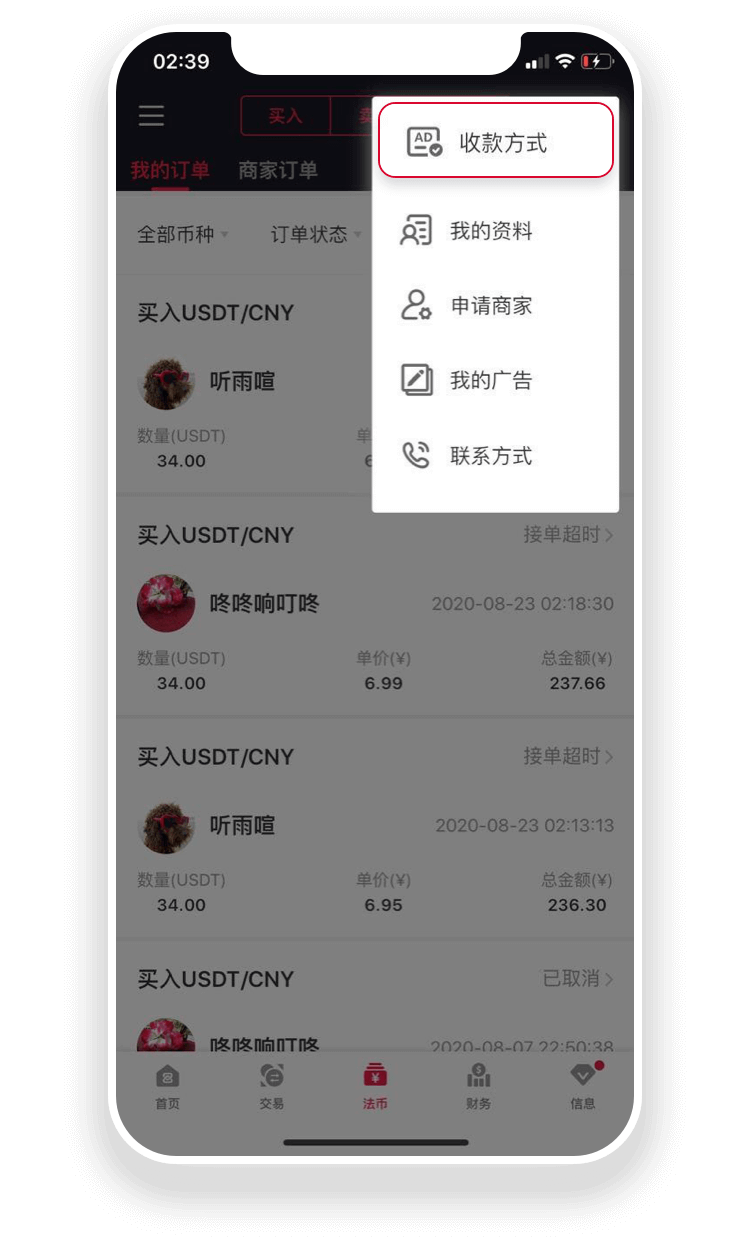 02:39
买入
AD
收款方式
我的订单
商家订单
我的资料
全部币种
订单状态
申请商家
买入USDT/CNY
听雨喧
我的广告
数量(USDT)
单
联系方式
34.00
买入USDT/CNY
接单超时
咚咚响叮咚
2020-08-23 02:18:30
数量(USDT)
单价(¥)
总金额(¥)
34.00
6.99
237.66
买入USDT/CNY
接单超时
听雨喧
2020-08-23 02:13:13
数量(USDT)
单价(¥)
总金额(¥)
34.00
6.95
236.30
买入USDT/CNY
已取消
咚咚响叮咚
2020-08-07 22:50:38
首页
交易
法币
财务
信息